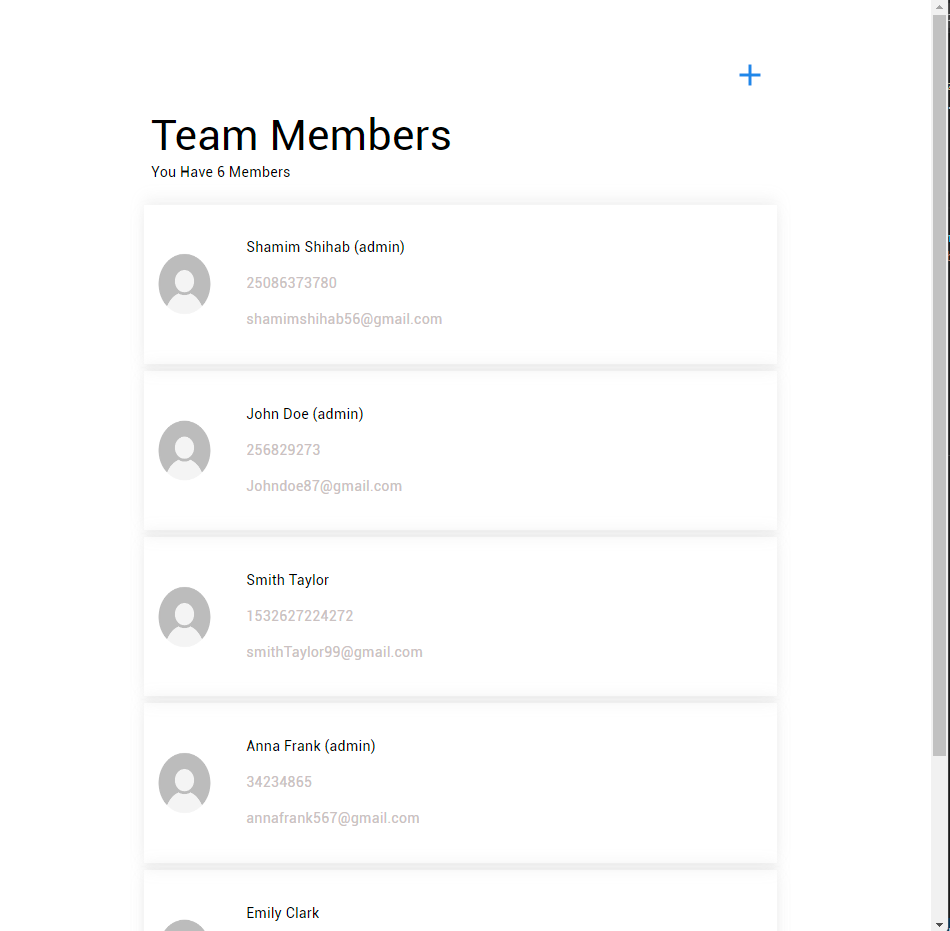 Team Members
You Have 6 Members
Shamim Shihab (admin)
25086373780
shamimshihab56@gmail.com
John Doe (admin)
256829273
Johndoe87@gmail.com
Smith Taylor
1532627224272
smithTaylor99@gmail.com
Anna Frank (admin)
34234865
annafrank567@gmail.com
Emily Clark